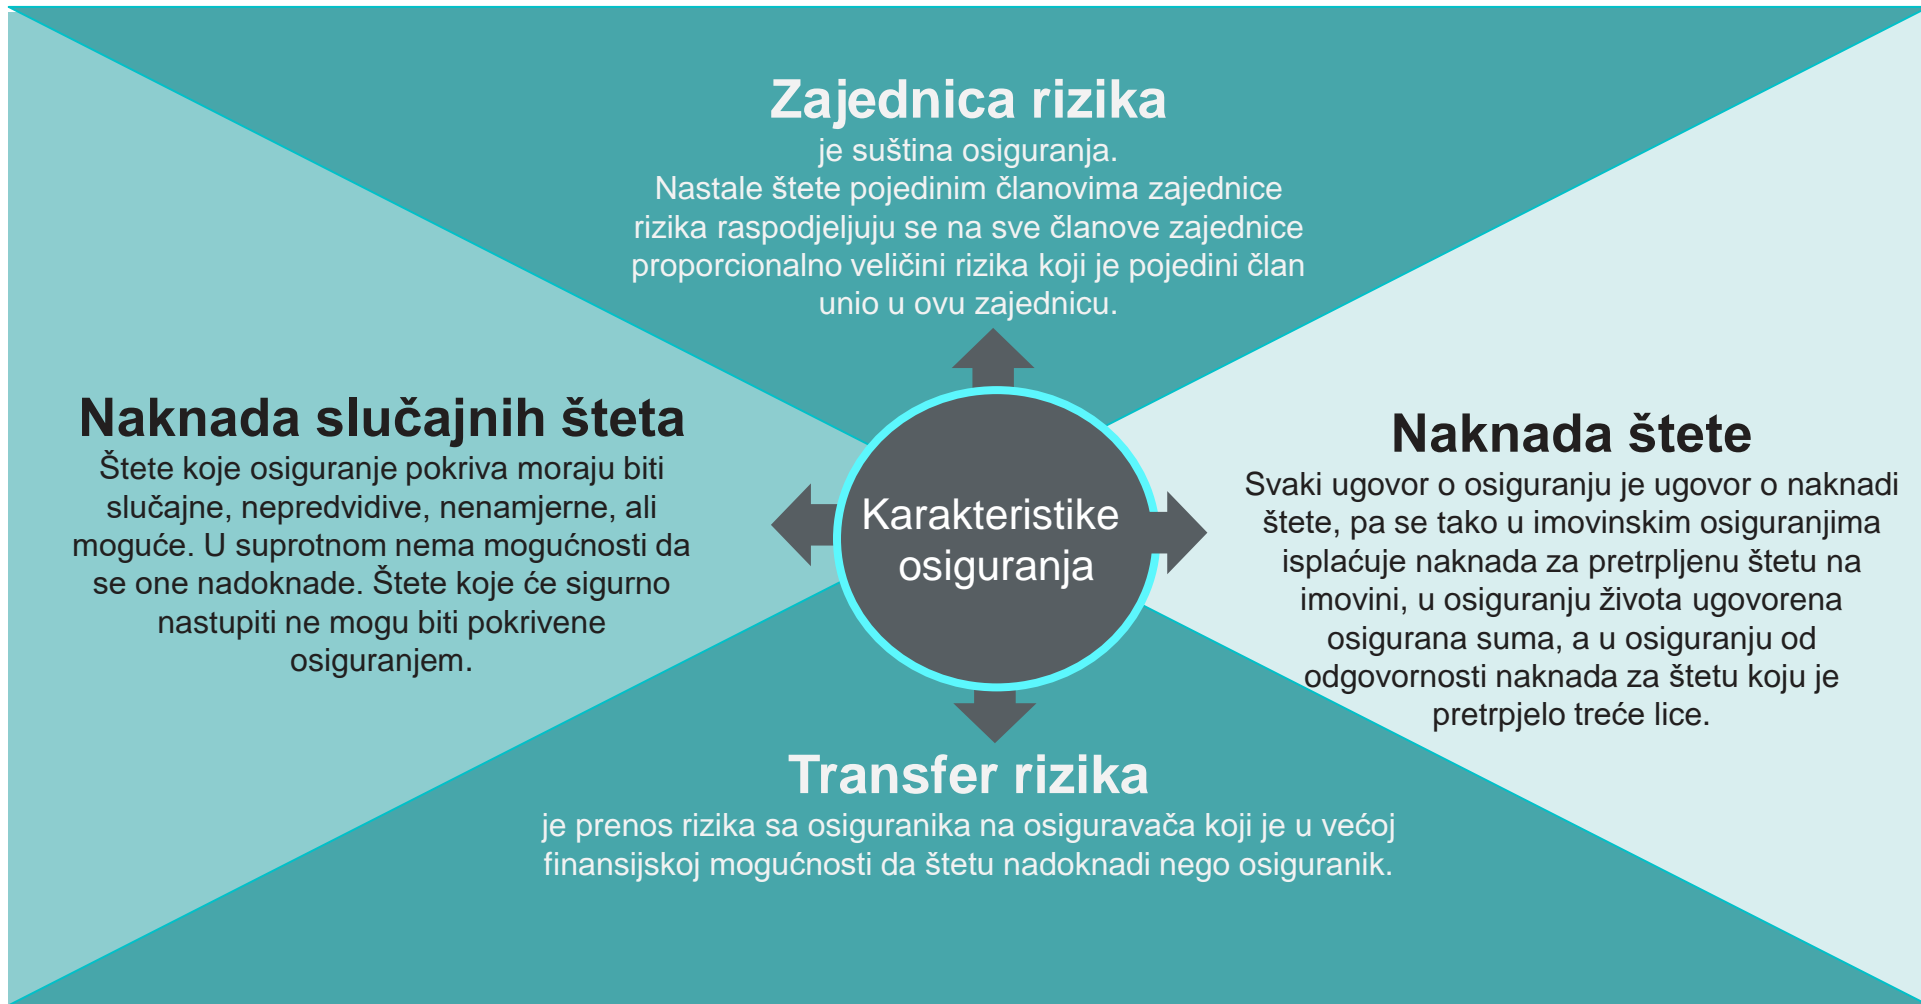 Zajednica rizika
je suština osiguranja.
Nastale štete pojedinim članovima zajednice
rizika raspodjeljuju se na sve članove zajednice
proporcionalno veličini rizika koji je pojedini član
unio u ovu zajednicu.
Naknada slučajnih šteta
Štete koje osiguranje pokriva moraju biti
slučajne, nepredvidive, nenamjerne, ali
moguće. U suprotnom nema mogućnosti da
se one nadoknade. Štete koje će sigurno
nastupiti ne mogu biti pokrivene
osiguranjem.
Karakteristike
osiguranja
Naknada štete
Svaki ugovor o osiguranju je ugovor o naknadi
štete, pa se tako u imovinskim osiguranjima
isplaćuje naknada za pretrpljenu štetu na
imovini, u osiguranju života ugovorena
osigurana suma, a u osiguranju od
odgovornosti naknada za štetu koju je
pretrpjelo treće lice.
Transfer rizika
je prenos rizika sa osiguranika na osiguravača koji je u većoj
finansijskoj mogućnosti da štetu nadoknadi nego osiguranik.